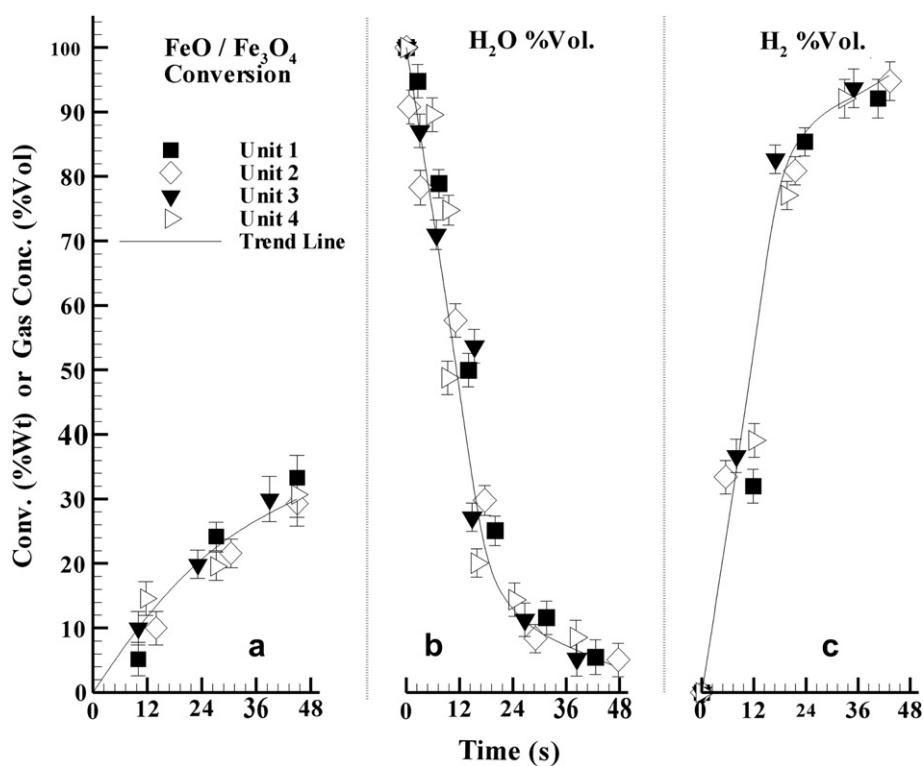 FeO / Fe3O4
Conversion
H2O %Vol.
H2 %Vol.
Unit 1
Unit 2
Unit 3
Unit 4
Trend Line
Conv. (%Wt) or Gas Conc. (%Vol)
100
90
80
70
60
50
40
30
20
10
0
a
b
c
0 12 24 36 48
0 12 24 36 48
0 12 24 36 48
Time (s)